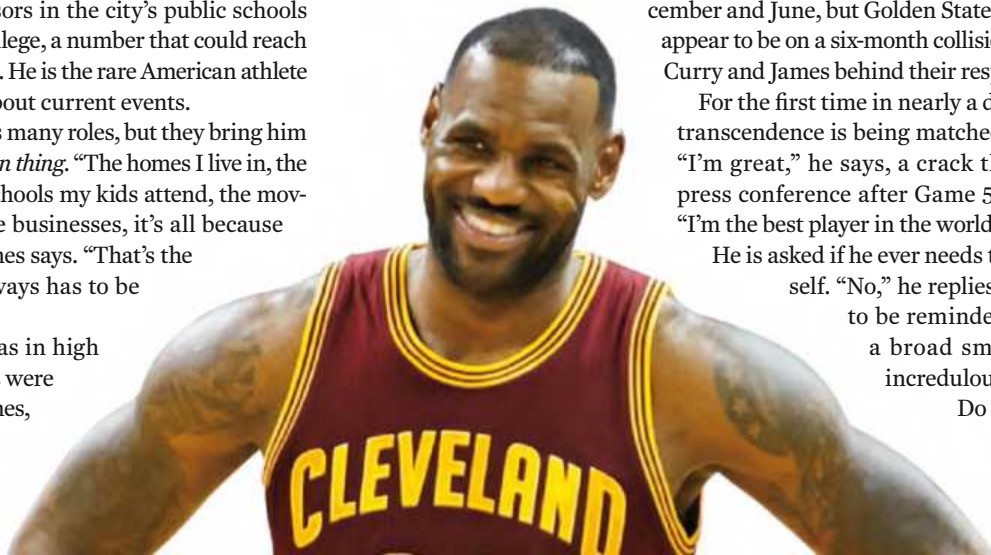 sors in the city's public schools
llege, a number that could reach
. He is the rare American athlete
bout current events.
s many roles, but they bring him
n thing. “The homes I live in, the
chools my kids attend, the mov-
e businesses, it's all because
nes says. “That's the
ways has to be
as in high
were
nes,
cember and June, but Golden State
appear to be on a six-month collisi
Curry and James behind their resp
For the first time in nearly a d
transcendence is being matche
“I'm great,” he says, a crack th
press conference after Game 5
“I'm the best player in the world
He is asked if he ever needs t
self. “No,” he replies
to be reminde
a broad sm
incredulou
Do
CLEVELAND